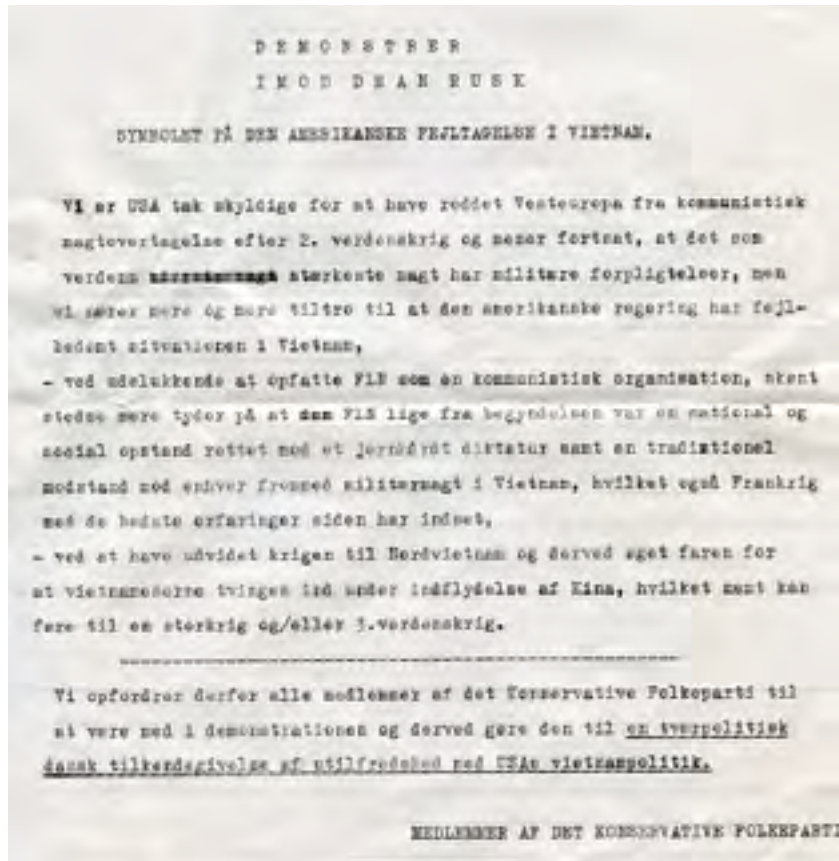 DEMONSTRER
IMOD DEAN RUSK
SYMBOLET PÅ DEN AMERIKANSKE FEJLTAGELSE I VIETNAM.
Vi er USA tak skyldige for at have reddet Vesteuropa fra kommunistisk
magtovertagelse efter 2. verdenskrig og mener fortsat, at det som
verdens stærkeste magt har militære forpligtelser, men
vi nærer mere og mere tiltro til at den amerikanske regering har fejl-
bedømt situationen i Vietnam,
- ved udelukkende at opfatte FLN som en kommunistisk organisation, skønt
stedse mere tyder på at FLN lige fra begyndelsen var en national og
social opstand rettet mod et jernhårdt diktatur samt en traditionel
modstand mod enhver fremmed militærmagt i Vietnam, hvilket også Frankrig
med de bedste erfaringer siden har indset,
- ved at have udvidet krigen til Nordvietnam og derved øget faren for
at vietnameserne tvinges ind under indflydelse af Kina, hvilket nemt kan
føre til en storkrig og/eller 3.verdenskrig.
Vi opfordrer derfor alle medlemmer af det Konservative Folkeparti til
at være med i demonstrationen og derved gøre den til en tværpolitisk
dansk tilkendegivelse af utilfredshed med USAs vietnampolitik.
MEDLEMMER AF DET KONSERVATIVE FOLKEPARTI